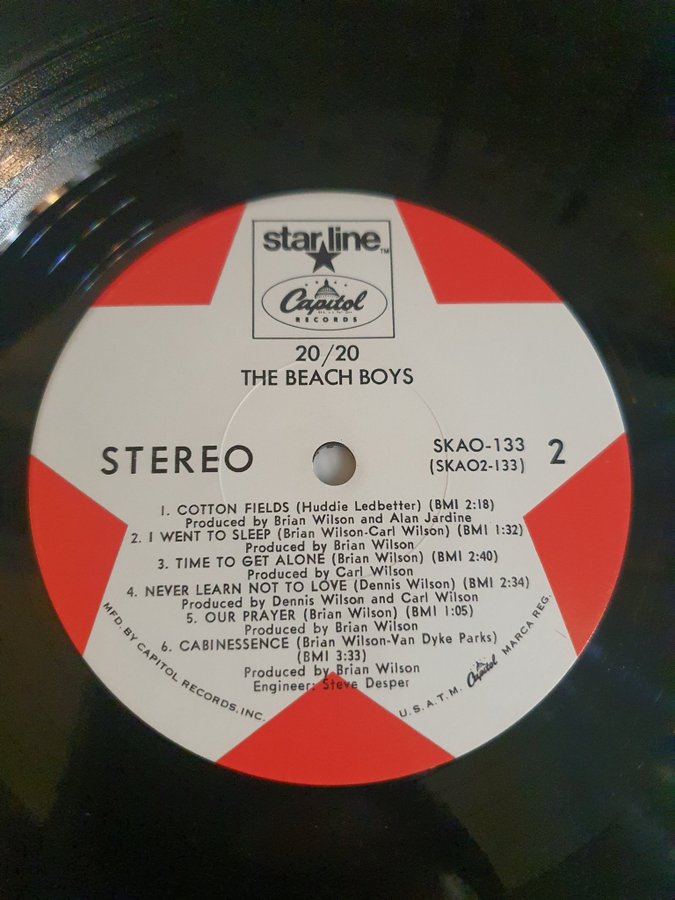 starline™
Capitol
RECORDS
20/20
THE BEACH BOYS
STEREO
SKAO-133
(SKAO2-133)
2
1. COTTON FIELDS (Huddie Ledbetter) (BMI 2:18)
Produced by Brian Wilson and Alan Jardine
2. I WENT TO SLEEP (Brian Wilson-Carl Wilson) (BMI 1:32)
Produced by Brian Wilson
3. TIME TO GET ALONE (Brian Wilson) (BMI 2:40)
Produced by Carl Wilson
4. NEVER LEARN NOT TO LOVE (Dennis Wilson) (BMI 2:34)
Produced by Dennis Wilson and Carl Wilson
5. OUR PRAYER (Brian Wilson) (BMI 1:05)
Produced by Brian Wilson
6. CABINESSENCE (Brian Wilson-Van Dyke Parks)
(BMI 3:33)
Produced by Brian Wilson
Engineer: Steve Desper
MFD. BY CAPITOL RECORDS, INC.
U.S.A.T.M. Capitol MARCA REG.